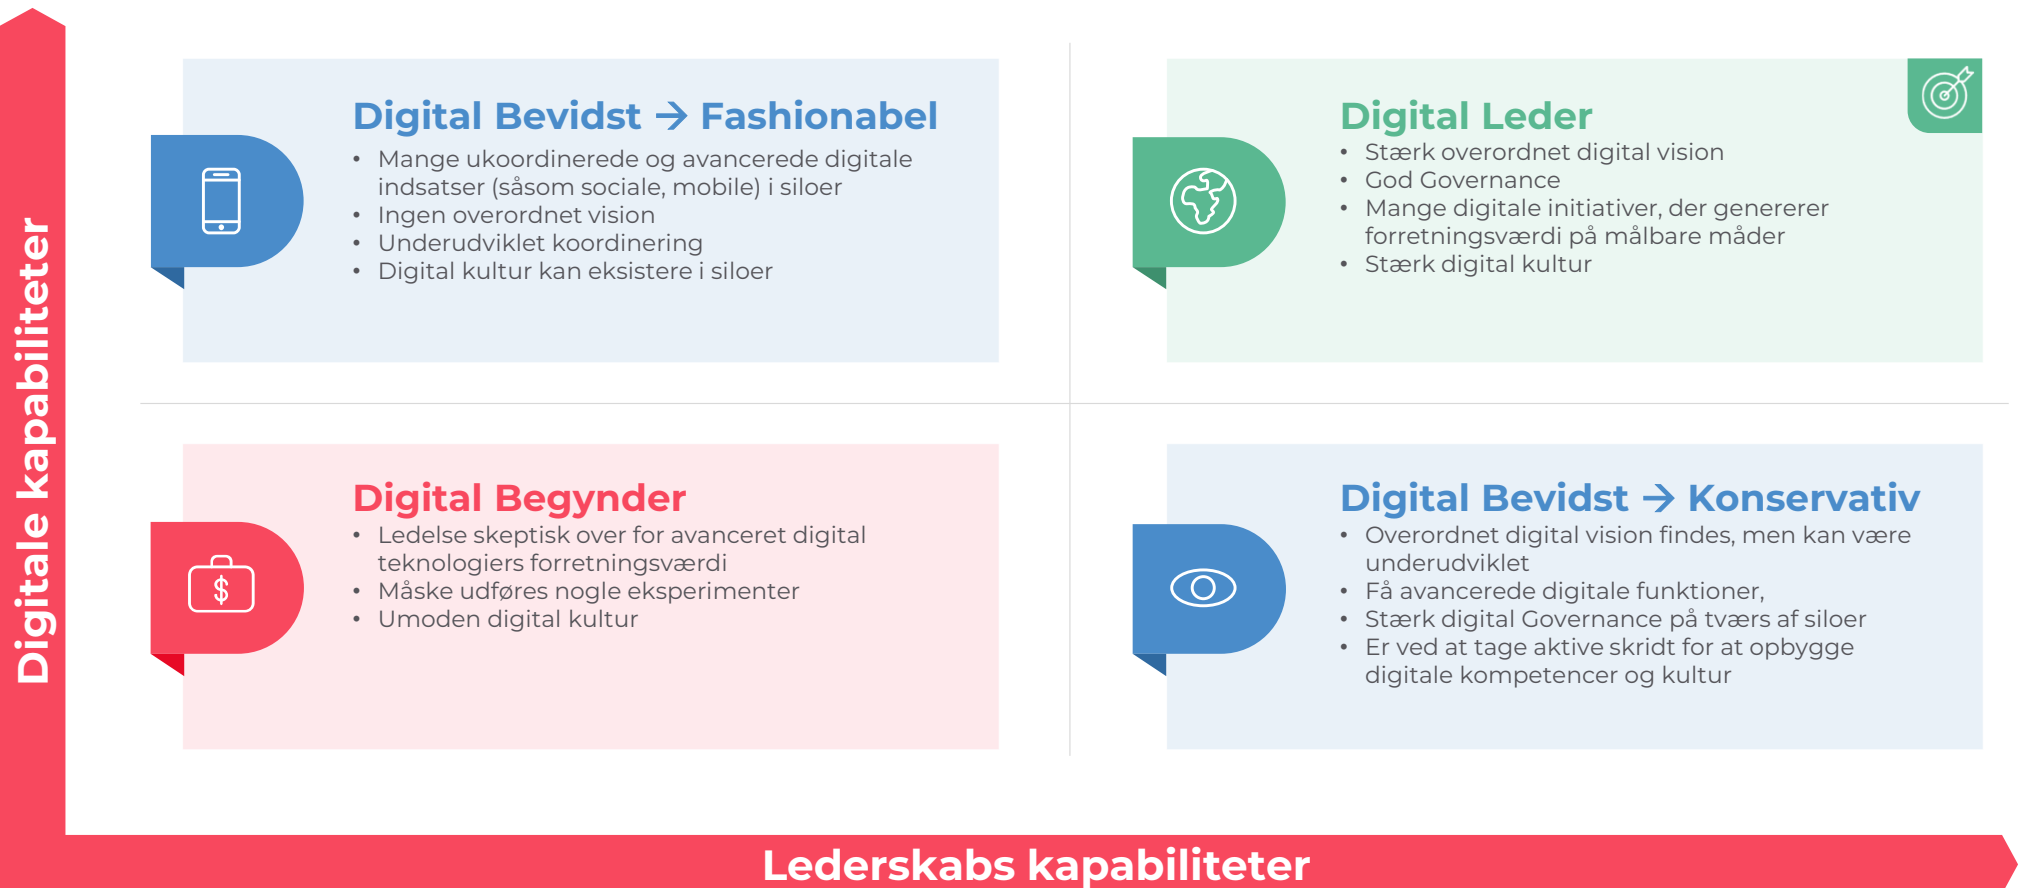 Digitale kapabiliteter
Digital Bevidst → Fashionabel
• Mange ukoordinerede og avancerede digitale
indsatser (såsom sociale, mobile) i siloer
• Ingen overordnet vision
• Underudviklet koordinering
• Digital kultur kan eksistere i siloer
Digital Leder
• Stærk overordnet digital vision
• God Governance
• Mange digitale initiativer, der genererer
forretningsværdi på målbare måder
• Stærk digital kultur
Digital Begynder
• Ledelse skeptisk over for avanceret digital
teknologiers forretningsværdi
• Måske udføres nogle eksperimenter
• Umoden digital kultur
$
Digital Bevidst → Konservativ
• Overordnet digital vision findes, men kan være
underudviklet
• Få avancerede digitale funktioner,
• Stærk digital Governance på tværs af siloer
• Er ved at tage aktive skridt for at opbygge
digitale kompetencer og kultur
Lederskabs kapabiliteter